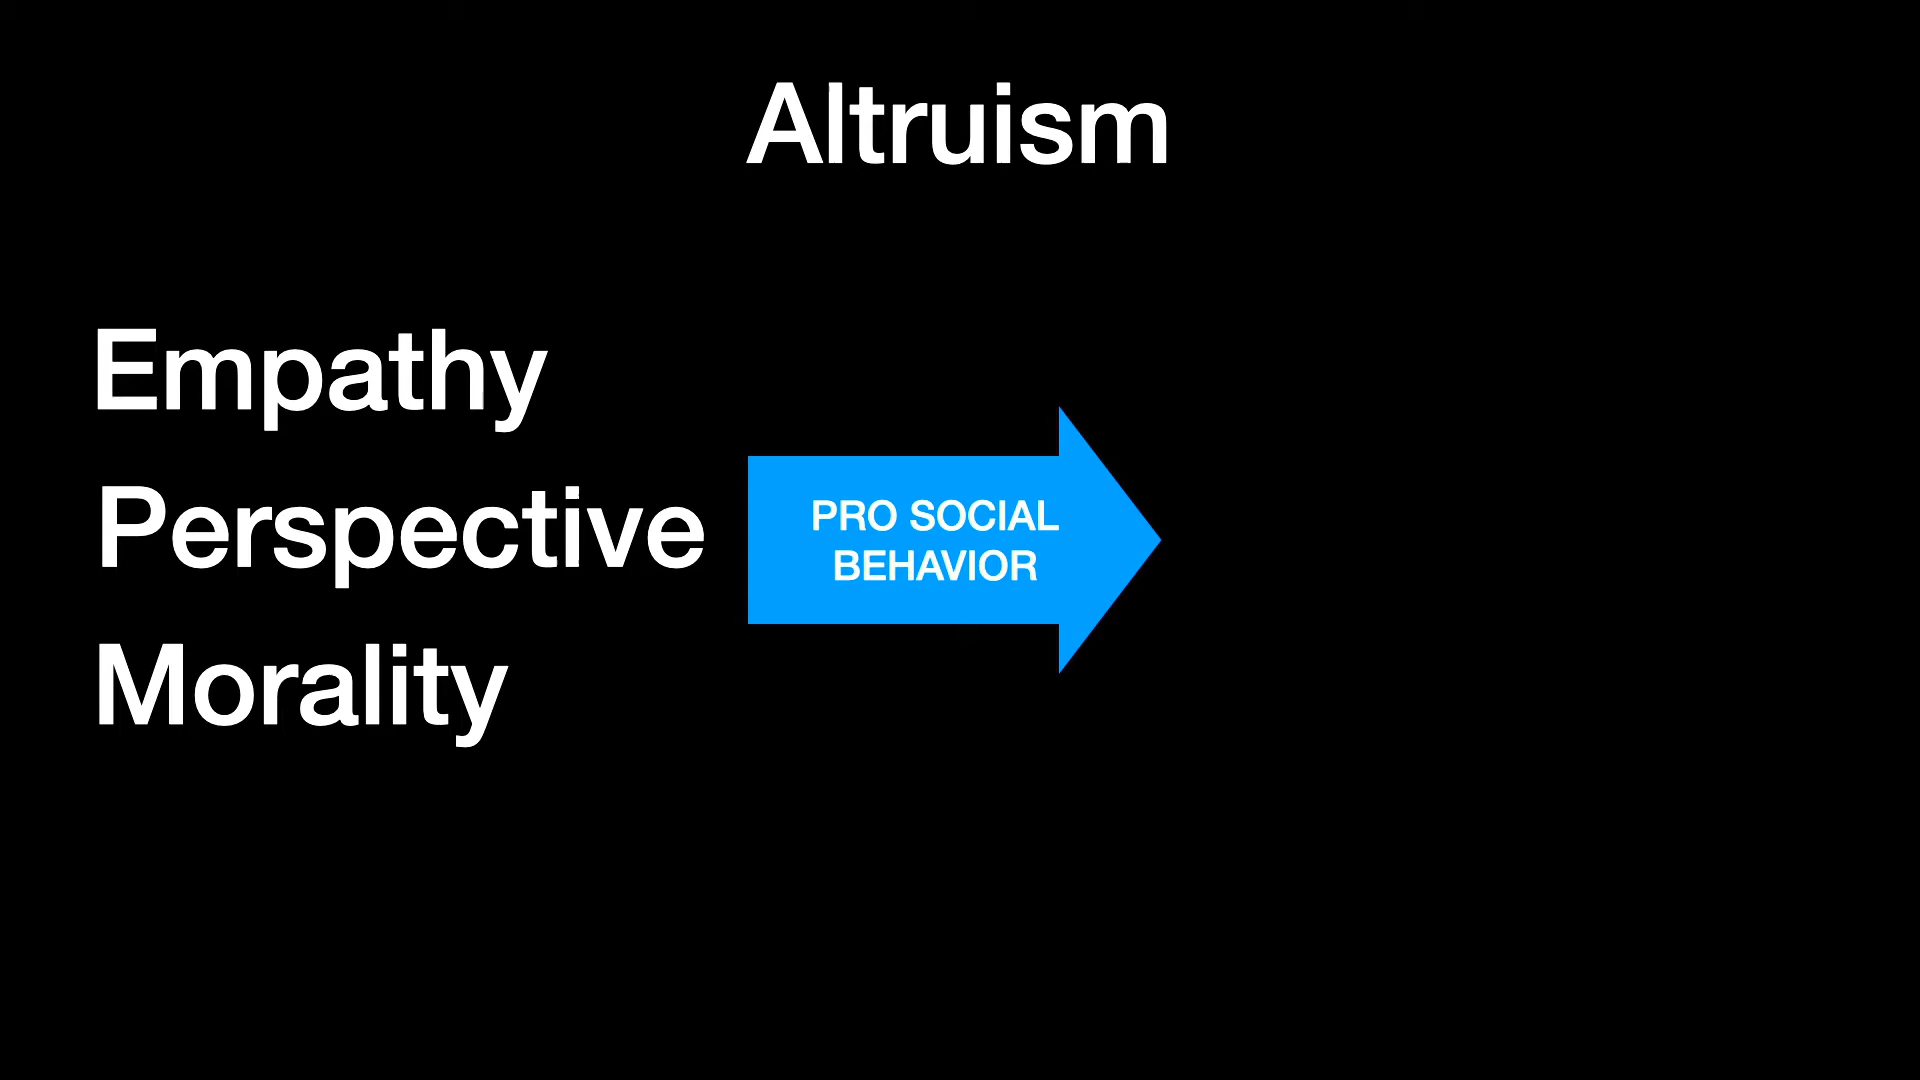 Altruism
Empathy
Perspective
Morality
PRO SOCIAL
BEHAVIOR